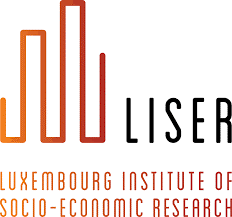 LISER
LUXEMBOURG INSTITUTE OF
SOCIO-ECONOMIC RESEARCH